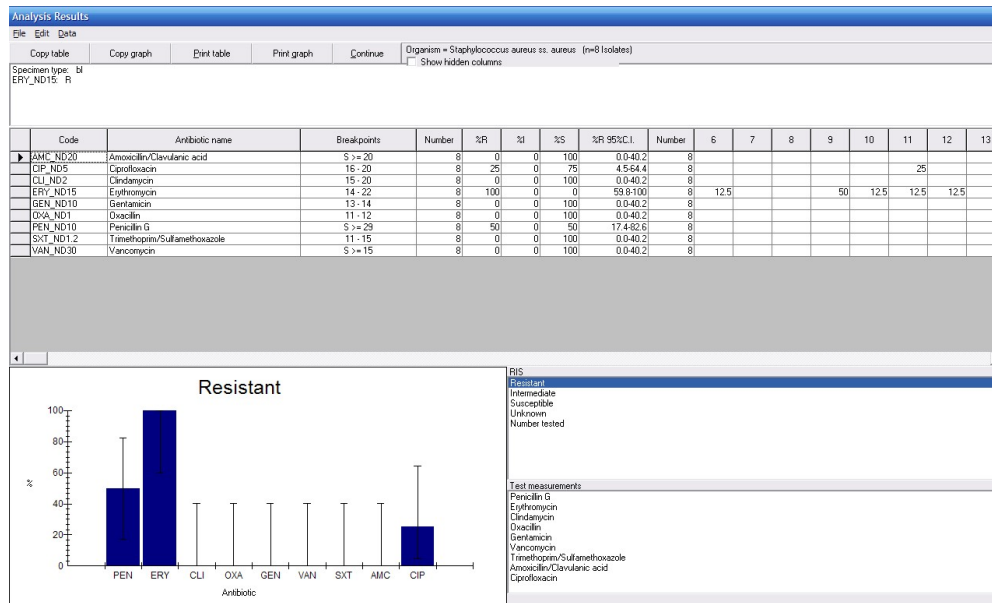 Analysis Results
File Edit Data
Copy table Copy graph Print table Print graph Continue Organism = Staphylococcus aureus ss. aureus (n=8 Isolates)
Show hidden columns
Specimen type: bl
ERY_ND15: R
Code Antibiotic name Breakpoints Number %R %I %S %R 95%C.I. Number 6 7 8 9 10 11 12 13
AMC_ND20 Amoxicillin/Clavulanic acid S >= 20 8 0 0 100 0.0-40.2 8
CIP_ND5 Ciprofloxacin 16 - 20 8 25 0 75 4.5-64.4 8 25
CLI_ND2 Clindamycin 15 - 20 8 0 0 100 0.0-40.2 8
ERY_ND15 Erythromycin 14 - 22 8 100 0 0 59.8-100 8 12.5 50 12.5 12.5 12.5
GEN_ND10 Gentamicin 13 - 14 8 0 0 100 0.0-40.2 8
OXA_ND1 Oxacillin 11 - 12 8 0 0 100 0.0-40.2 8
PEN_ND10 Penicillin G S >= 29 8 50 0 50 17.4-82.6 8
SXT_ND1.2 Trimethoprim/Sulfamethoxazole 11 - 15 8 0 0 100 0.0-40.2 8
VAN_ND30 Vancomycin S >= 15 8 0 0 100 0.0-40.2 8
Resistant
100
80
60
%
40
20
0
PEN ERY CLI OXA GEN VAN SXT AMC CIP
Antibiotic
RIS
Resistant
Intermediate
Susceptible
Unknown
Number tested
Test measurements
Penicillin G
Erythromycin
Clindamycin
Oxacillin
Gentamicin
Vancomycin
Trimethoprim/Sulfamethoxazole
Amoxicillin/Clavulanic acid
Ciprofloxacin